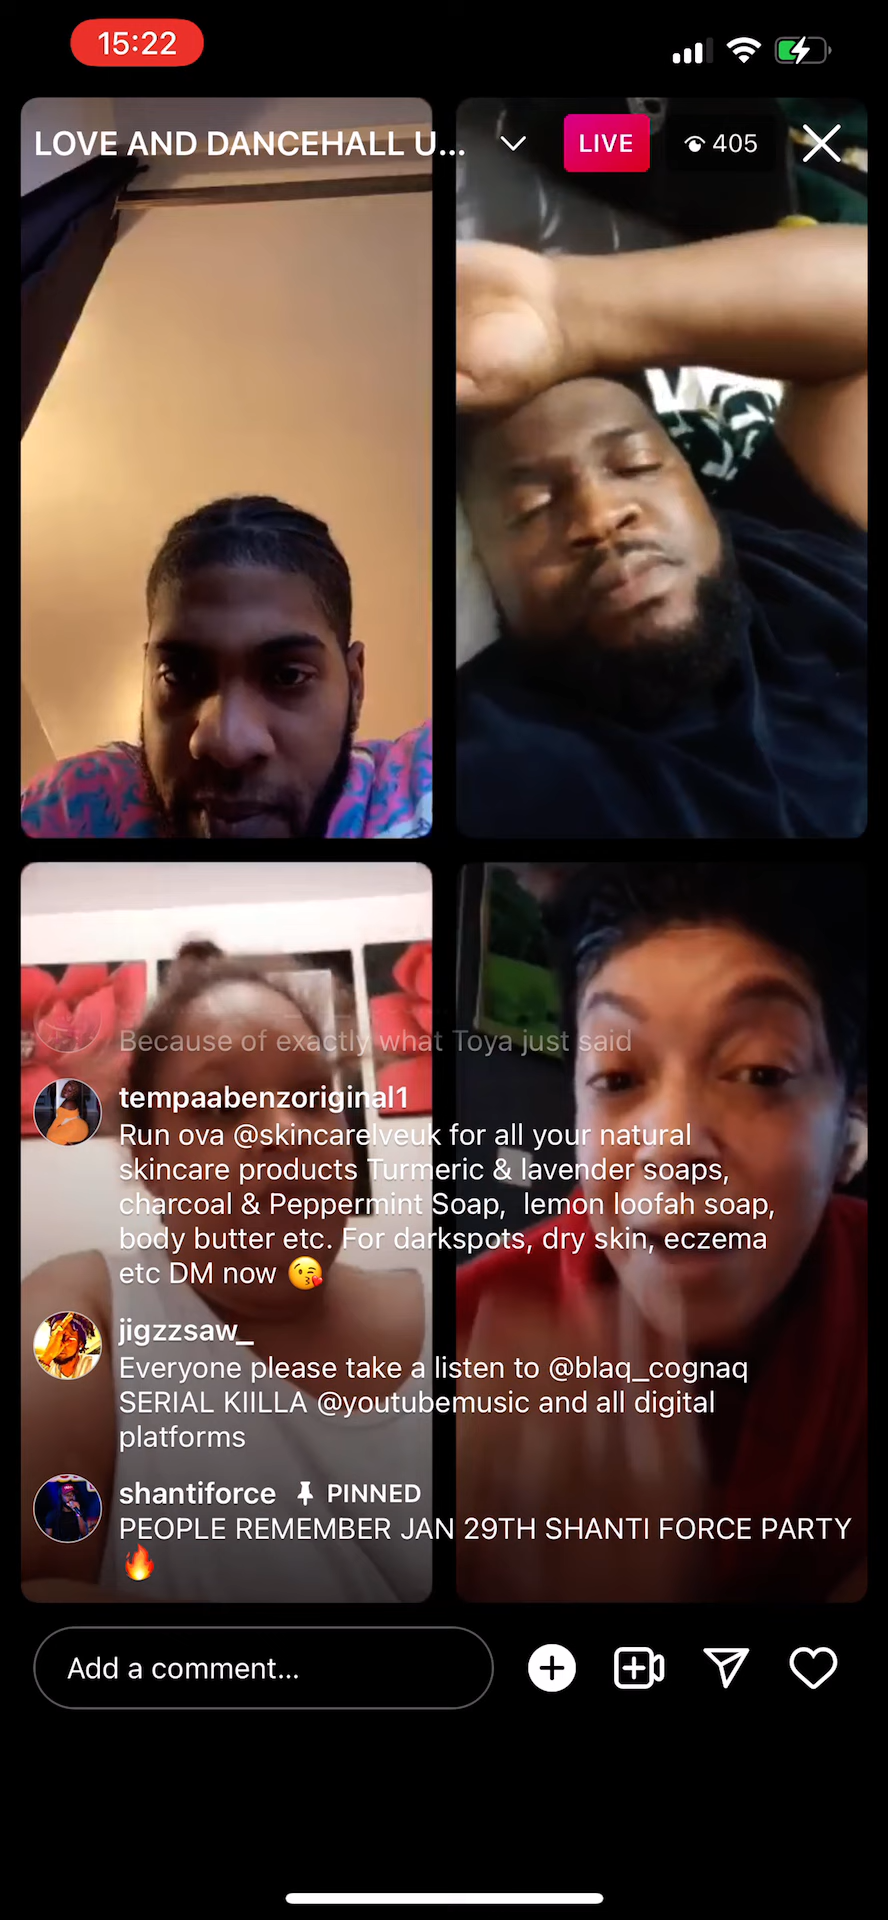 15:22
LOVE AND DANCEHALL U...
LIVE
405
Because of exactly what Toya just said
tempaabenzoriginal1
Run ova @skincarelveuk for all your natural
skincare products Turmeric & lavender soaps,
charcoal & Peppermint Soap, lemon loofah soap,
body butter etc. For darkspots, dry skin, eczema
etc DM now 😘
jigzzsaw_
Everyone please take a listen to @blaq_cognaq
SERIAL KIILLA @youtubemusic and all digital
platforms
shantiforce PINNED
PEOPLE REMEMBER JAN 29TH SHANTI FORCE PARTY
🔥
Add a comment...